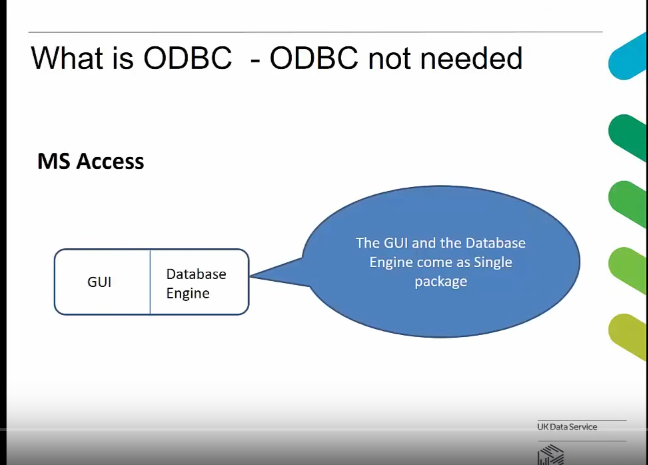 What is ODBC - ODBC not needed
MS Access
GUI
Database
Engine
The GUI and the Database
Engine come as Single
package
UK Data Service